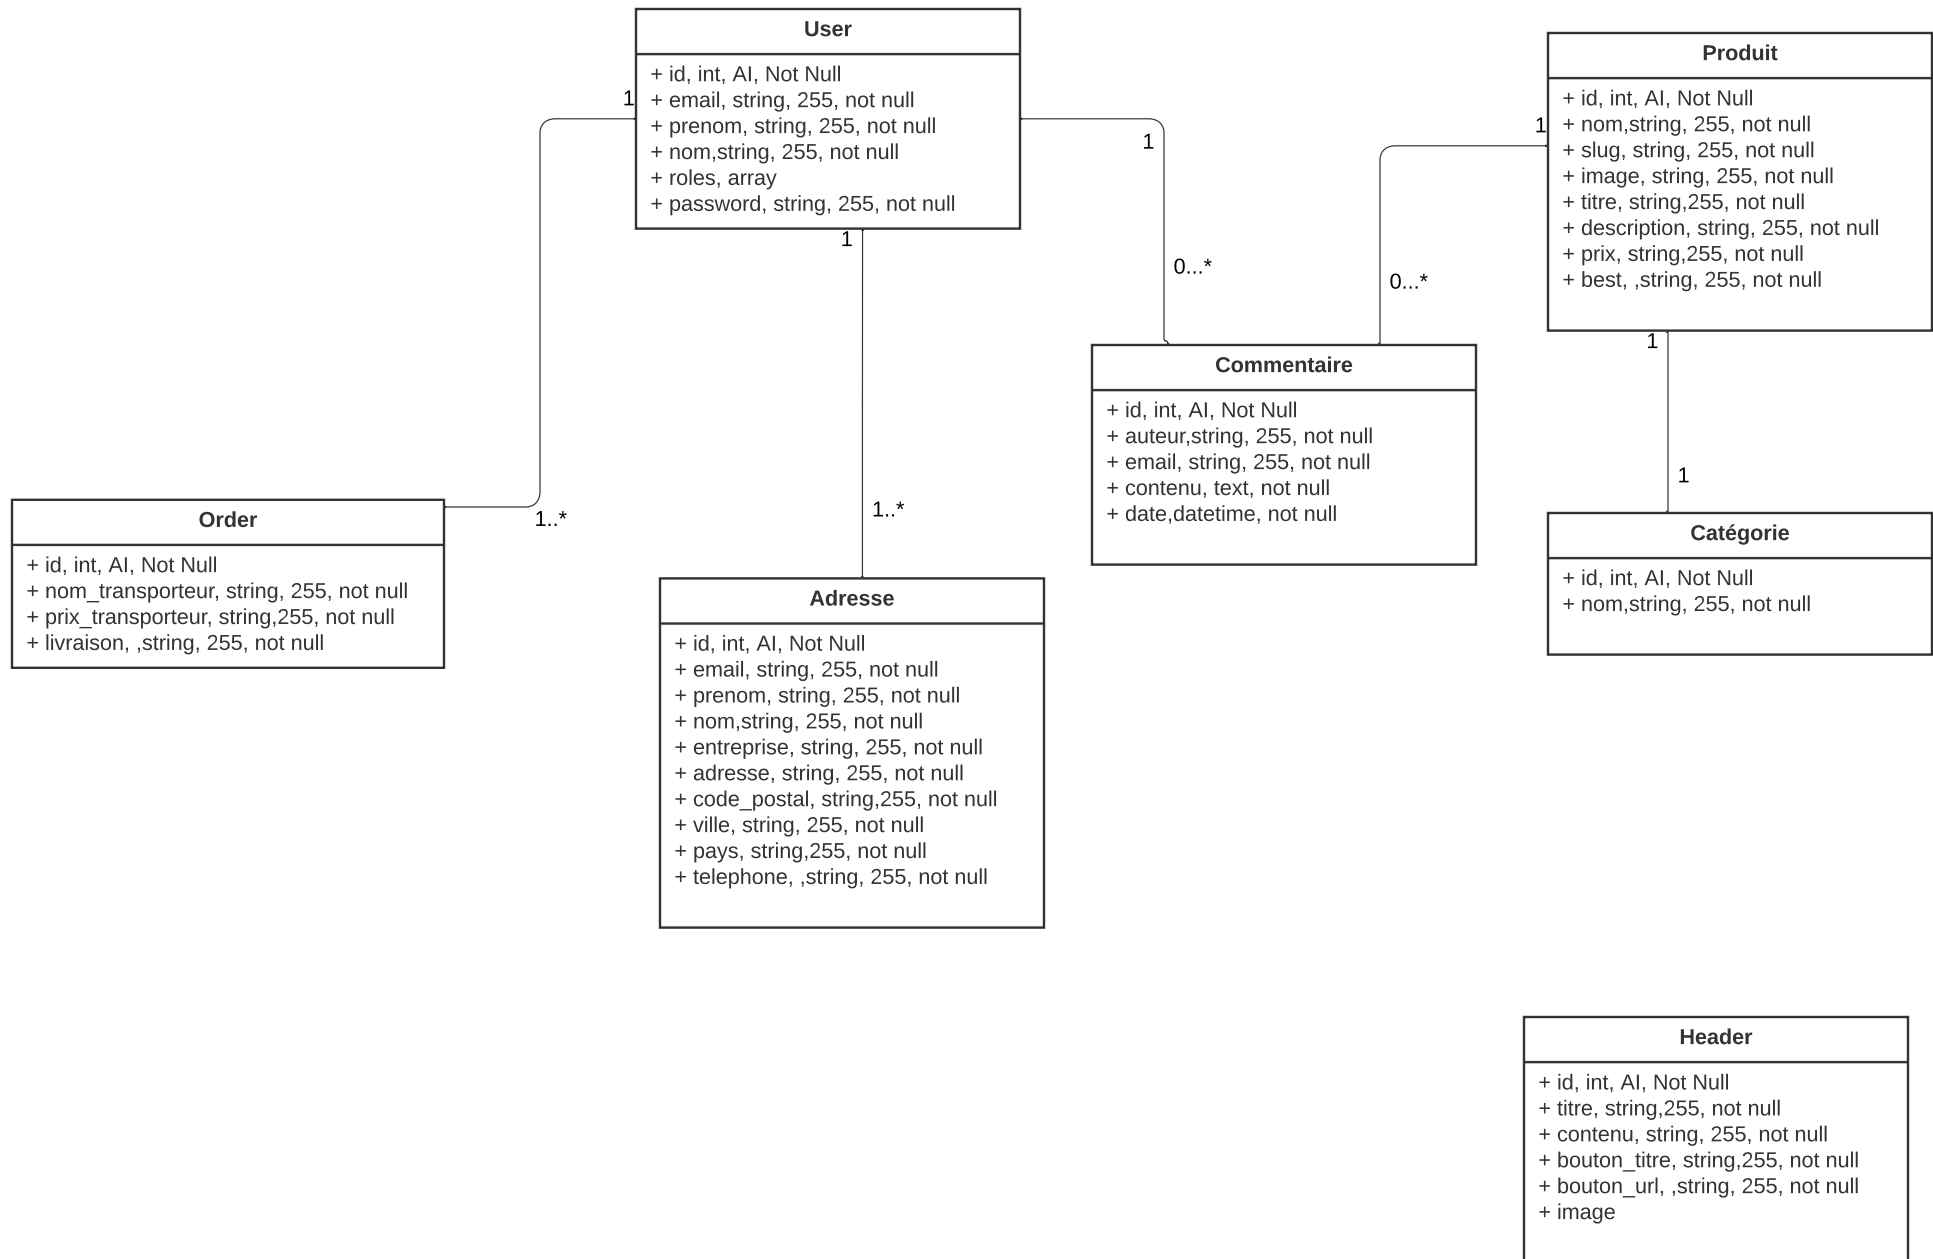 User
+ id, int, AI, Not Null
+ email, string, 255, not null
+ prenom, string, 255, not null
+ nom,string, 255, not null
+ roles, array
+ password, string, 255, not null
1
1
1
Produit
+ id, int, AI, Not Null
+ nom,string, 255, not null
+ slug, string, 255, not null
+ image, string, 255, not null
+ titre, string,255, not null
+ description, string, 255, not null
+ prix, string,255, not null
+ best, ,string, 255, not null
1
1
0...*
0...*
Commentaire
+ id, int, AI, Not Null
+ auteur,string, 255, not null
+ email, string, 255, not null
+ contenu, text, not null
+ date,datetime, not null
1
Catégorie
+ id, int, AI, Not Null
+ nom,string, 255, not null
1..*
Order
+ id, int, AI, Not Null
+ nom_transporteur, string, 255, not null
+ prix_transporteur, string,255, not null
+ livraison, ,string, 255, not null
1..*
Adresse
+ id, int, AI, Not Null
+ email, string, 255, not null
+ prenom, string, 255, not null
+ nom,string, 255, not null
+ entreprise, string, 255, not null
+ adresse, string, 255, not null
+ code_postal, string,255, not null
+ ville, string, 255, not null
+ pays, string,255, not null
+ telephone, ,string, 255, not null
Header
+ id, int, AI, Not Null
+ titre, string,255, not null
+ contenu, string, 255, not null
+ bouton_titre, string,255, not null
+ bouton_url, ,string, 255, not null
+ image